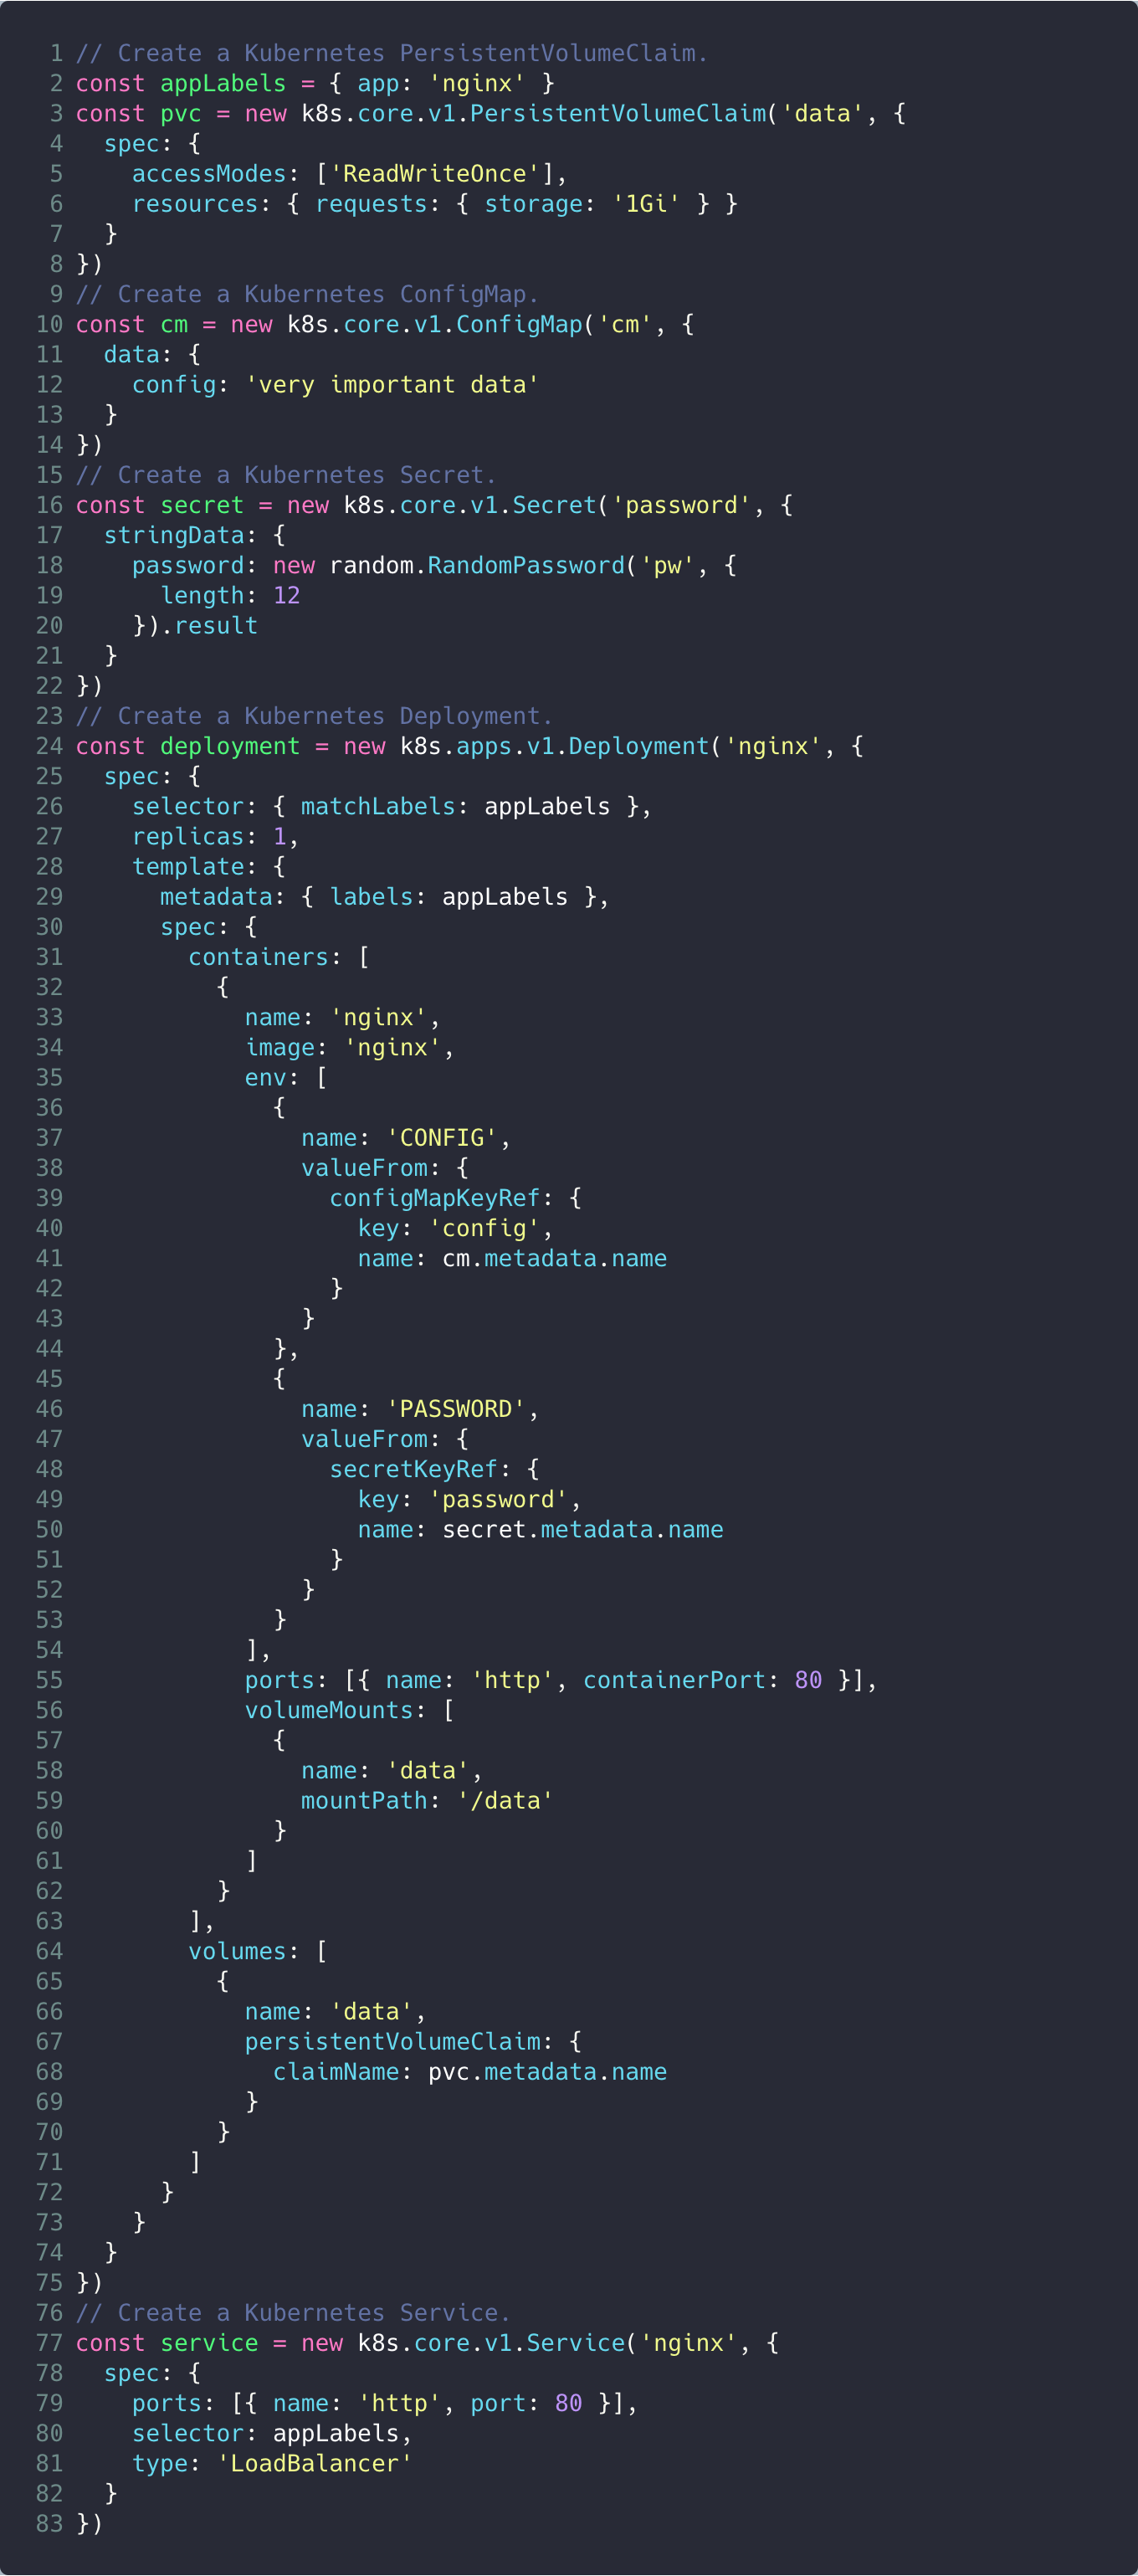 1 // Create a Kubernetes PersistentVolumeClaim.
2 const appLabels = { app: 'nginx' }
3 const pvc = new k8s.core.v1.PersistentVolumeClaim('data', {
4   spec: {
5     accessModes: ['ReadWriteOnce'],
6     resources: { requests: { storage: '1Gi' } }
7   }
8 })
9 // Create a Kubernetes ConfigMap.
10 const cm = new k8s.core.v1.ConfigMap('cm', {
11   data: {
12     config: 'very important data'
13   }
14 })
15 // Create a Kubernetes Secret.
16 const secret = new k8s.core.v1.Secret('password', {
17   stringData: {
18     password: new random.RandomPassword('pw', {
19       length: 12
20     }).result
21   }
22 })
23 // Create a Kubernetes Deployment.
24 const deployment = new k8s.apps.v1.Deployment('nginx', {
25   spec: {
26     selector: { matchLabels: appLabels },
27     replicas: 1,
28     template: {
29       metadata: { labels: appLabels },
30       spec: {
31         containers: [
32           {
33             name: 'nginx',
34             image: 'nginx',
35             env: [
36               {
37                 name: 'CONFIG',
38                 valueFrom: {
39                   configMapKeyRef: {
40                     key: 'config',
41                     name: cm.metadata.name
42                   }
43                 }
44               },
45               {
46                 name: 'PASSWORD',
47                 valueFrom: {
48                   secretKeyRef: {
49                     key: 'password',
50                     name: secret.metadata.name
51                   }
52                 }
53               }
54             ],
55             ports: [{ name: 'http', containerPort: 80 }],
56             volumeMounts: [
57               {
58                 name: 'data',
59                 mountPath: '/data'
60               }
61             ]
62           }
63         ],
64         volumes: [
65           {
66             name: 'data',
67             persistentVolumeClaim: {
68               claimName: pvc.metadata.name
69             }
70           }
71         ]
72       }
73     }
74   }
75 })
76 // Create a Kubernetes Service.
77 const service = new k8s.core.v1.Service('nginx', {
78   spec: {
79     ports: [{ name: 'http', port: 80 }],
80     selector: appLabels,
81     type: 'LoadBalancer'
82   }
83 })